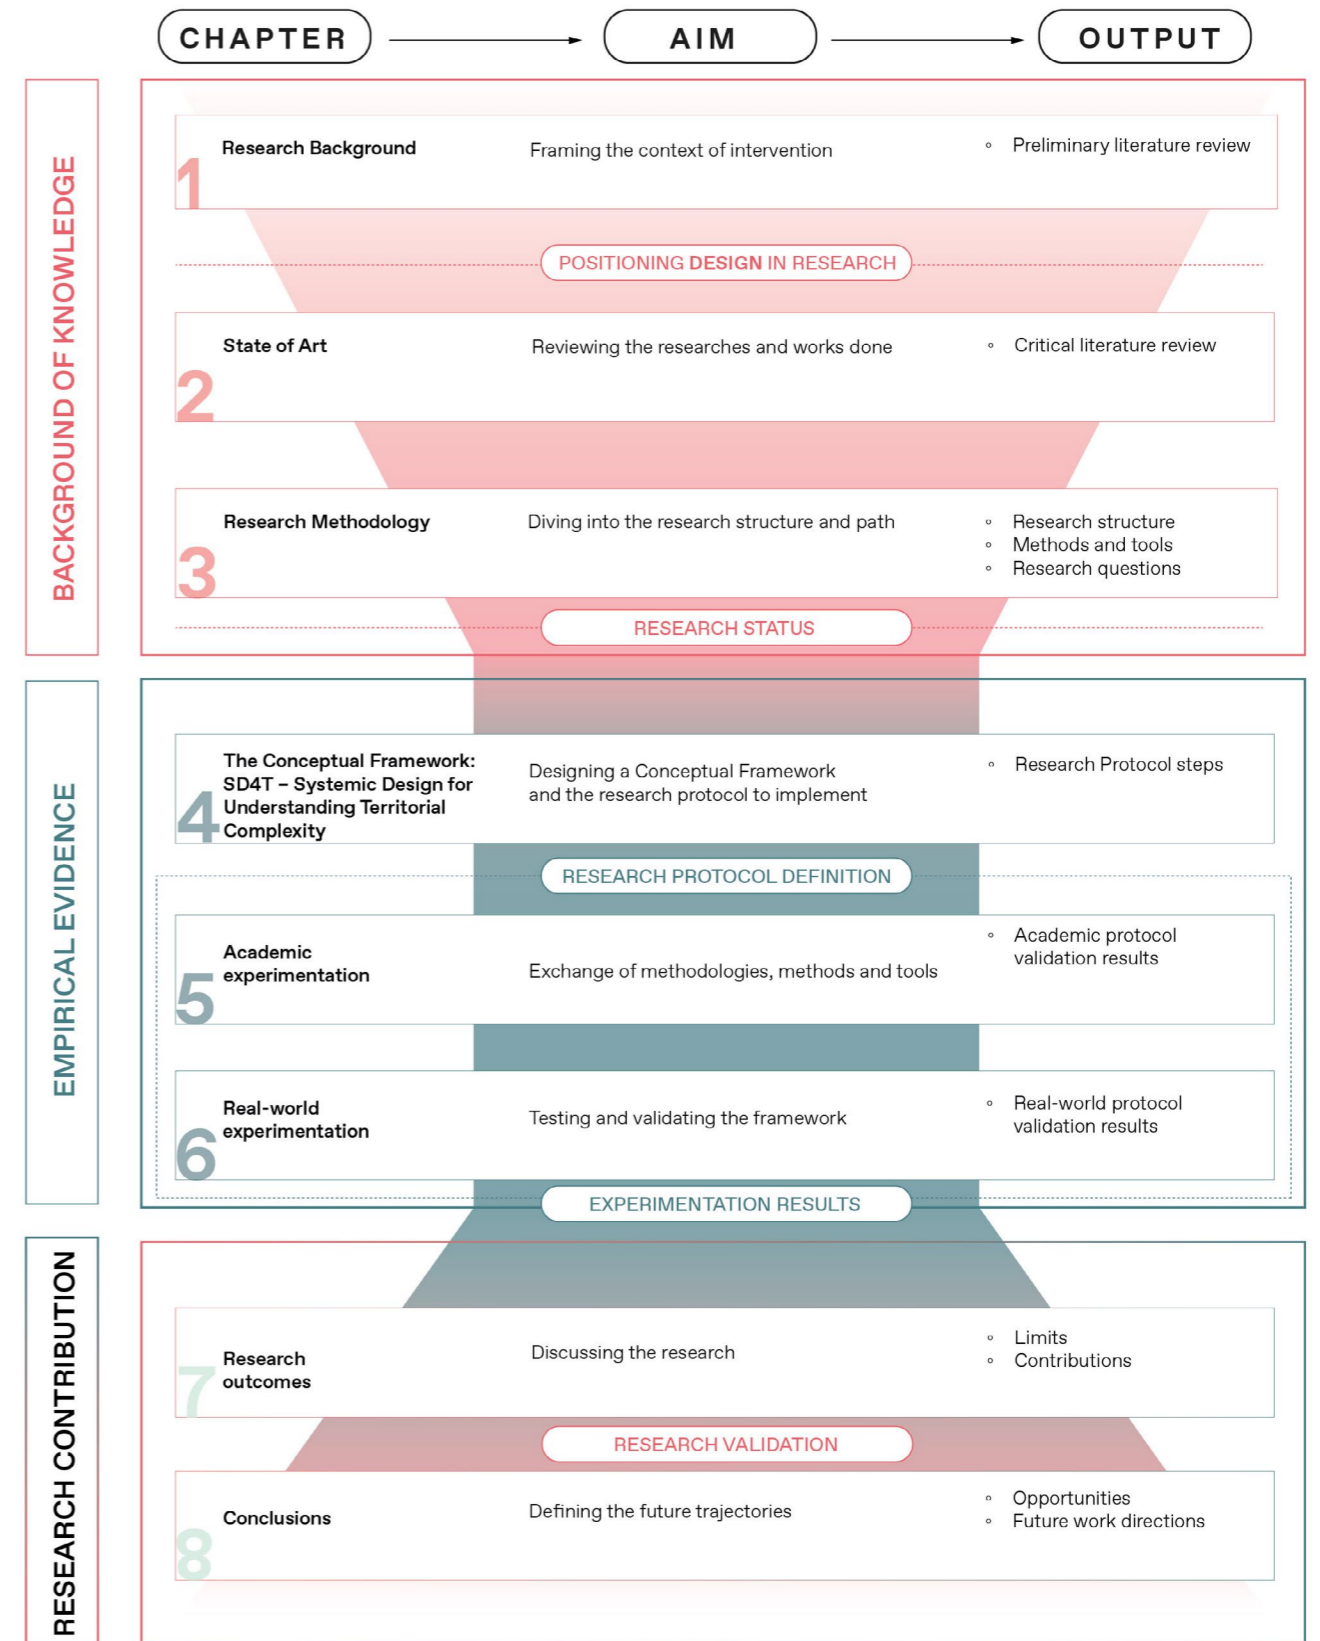 CHAPTER
AIM
OUTPUT
BACKGROUND OF KNOWLEDGE
1
Research Background
Framing the context of intervention
Preliminary literature review
POSITIONING DESIGN IN RESEARCH
2
State of Art
Reviewing the researches and works done
Critical literature review
3
Research Methodology
Diving into the research structure and path
Research structure
Methods and tools
Research questions
RESEARCH STATUS
EMPIRICAL EVIDENCE
4
The Conceptual Framework:
SD4T – Systemic Design for
Understanding Territorial
Complexity
Designing a Conceptual Framework
and the research protocol to implement
Research Protocol steps
RESEARCH PROTOCOL DEFINITION
5
Academic
experimentation
Exchange of methodologies, methods and tools
Academic protocol
validation results
6
Real-world
experimentation
Testing and validating the framework
Real-world protocol
validation results
EXPERIMENTATION RESULTS
RESEARCH CONTRIBUTION
7
Research
outcomes
Discussing the research
Limits
Contributions
RESEARCH VALIDATION
8
Conclusions
Defining the future trajectories
Opportunities
Future work directions